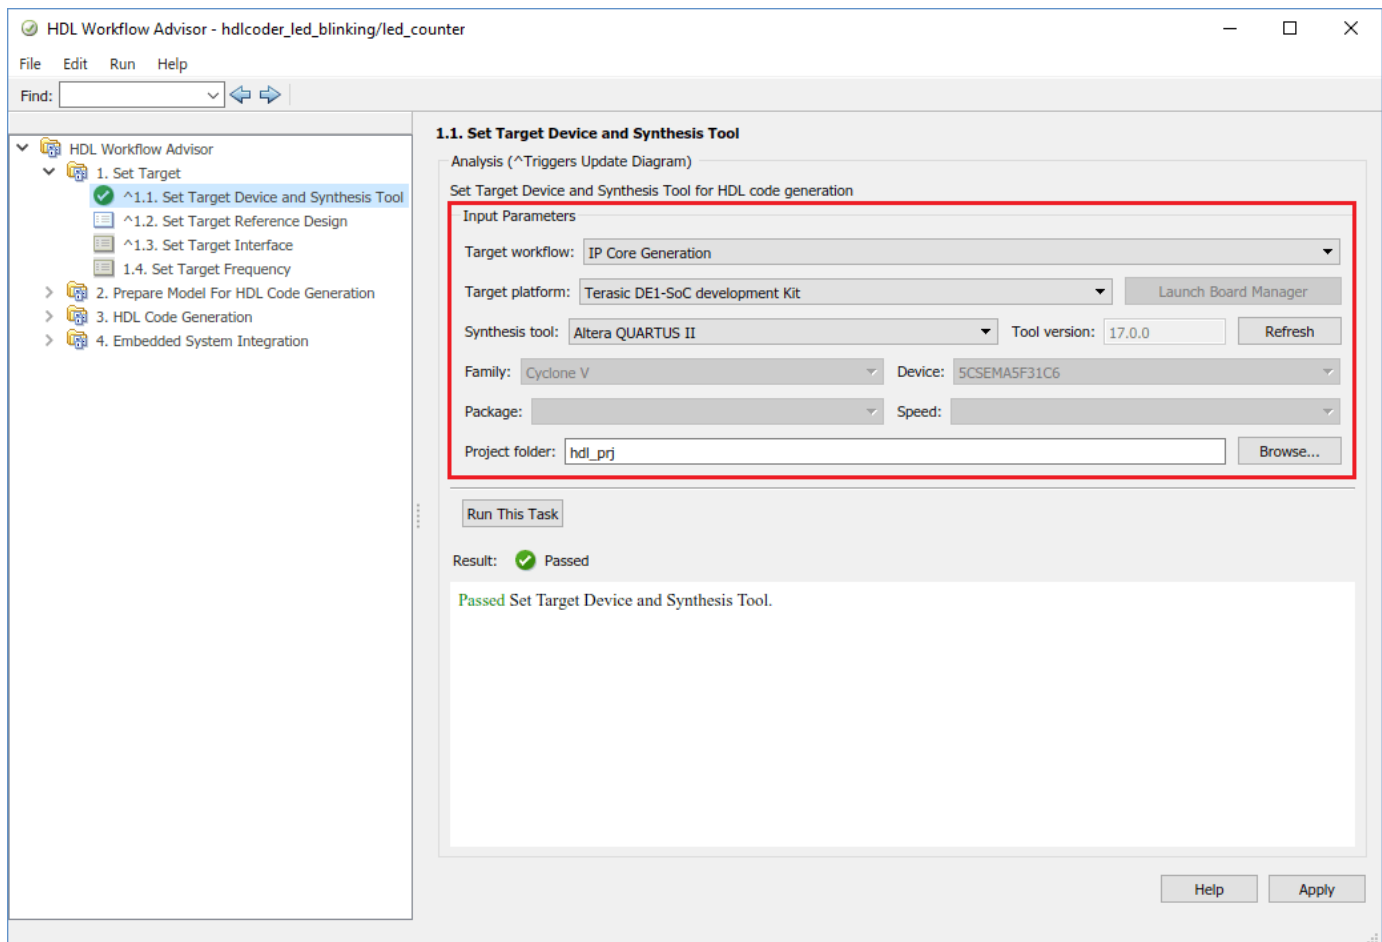 HDL Workflow Advisor - hdlcoder_led_blinking/led_counter
File Edit Run Help
Find:
HDL Workflow Advisor
1. Set Target
^1.1. Set Target Device and Synthesis Tool
^1.2. Set Target Reference Design
^1.3. Set Target Interface
1.4. Set Target Frequency
2. Prepare Model For HDL Code Generation
3. HDL Code Generation
4. Embedded System Integration
1.1. Set Target Device and Synthesis Tool
Analysis (^Triggers Update Diagram)
Set Target Device and Synthesis Tool for HDL code generation
Input Parameters
Target workflow: IP Core Generation
Target platform: Terasic DE1-SoC development Kit Launch Board Manager
Synthesis tool: Altera QUARTUS II Tool version: 17.0.0 Refresh
Family: Cyclone V Device: 5CSEMA5F31C6
Package: Speed:
Project folder: hdl_prj Browse...
Run This Task
Result: Passed
Passed Set Target Device and Synthesis Tool.
Help Apply